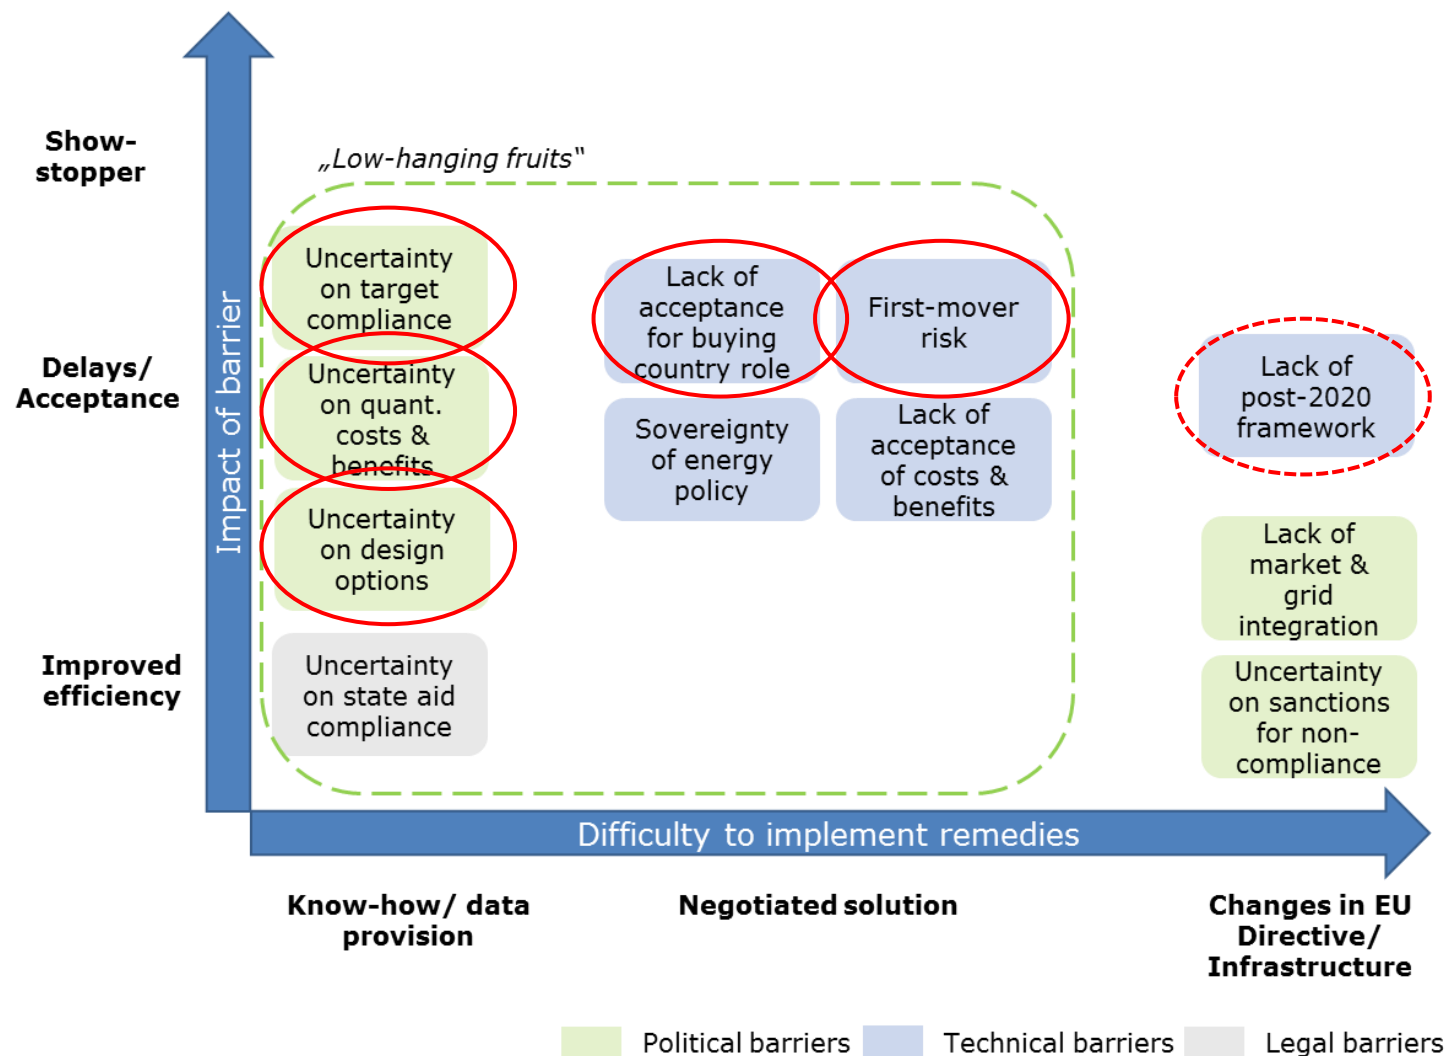 Show-
stopper
„Low-hanging fruits“
Uncertainty
on target
compliance
Lack of
acceptance
for buying
country role
First-mover
risk
Delays/
Acceptance
Impact of barrier
Uncertainty
on quant.
costs &
benefits
Sovereignty
of energy
policy
Lack of
acceptance
of costs &
benefits
Lack of
post-2020
framework
Uncertainty
on design
options
Lack of
market &
grid
integration
Improved
efficiency
Uncertainty
on state aid
compliance
Uncertainty
on sanctions
for non-
compliance
Difficulty to implement remedies
Know-how/ data
provision
Negotiated solution
Changes in EU
Directive/
Infrastructure
Political barriers
Technical barriers
Legal barriers